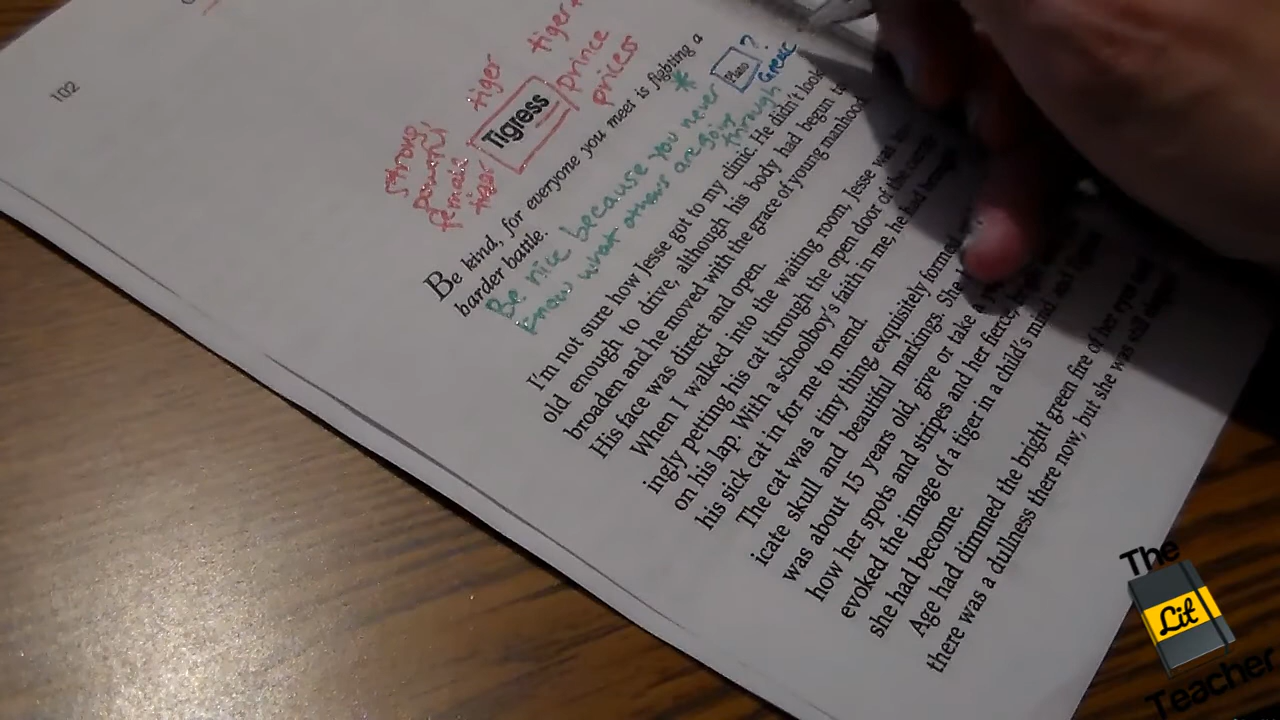 102
tiger
tiger +
prince
prices
Tigress
strong,
powerful
female
tiger
Be kind, for everyone you meet is fighting a
harder battle.
Plato
?
Greek
* Be nice because you never
know what others are going
through
I'm not sure how Jesse got to my clinic. He didn't look
old enough to drive, although his body had begun to
broaden and he moved with the grace of young manhood.
His face was direct and open.
When I walked into the waiting room, Jesse was
ingly petting his cat through the open door of the
on his lap. With a schoolboy's faith in me, he had
his sick cat in for me to mend.
The cat was a tiny thing, exquisitely formed
icate skull and beautiful markings. She
was about 15 years old, give or take a
how her spots and stripes and her fierce,
evoked the image of a tiger in a child's mind and
she had become.
Age had dimmed the bright green fire of her eyes and
there was a dullness there now, but she was still
The
Lit
Teacher